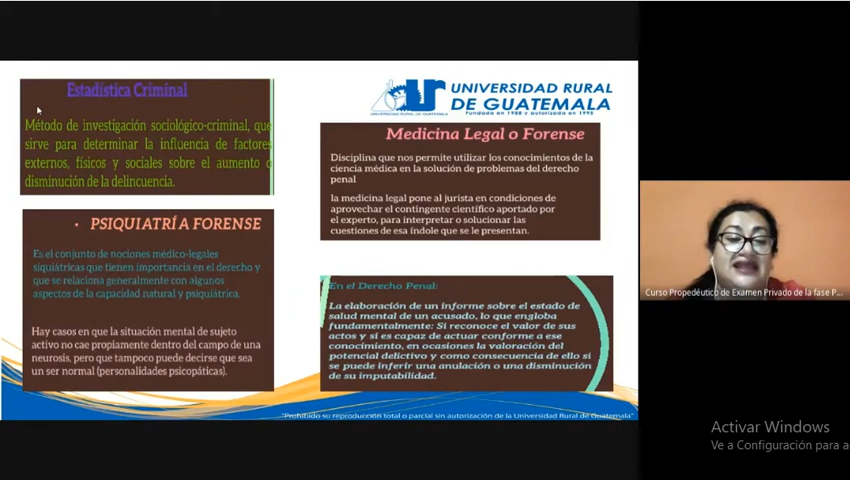 Estadística Criminal
Método de investigación sociológico-criminal, que
sirve para determinar la influencia de factores
externos, físicos y sociales sobre el aumento o
disminución de la delincuencia.
• PSIQUIATRÍA FORENSE
Es el conjunto de nociones médico-legales
siquiátricas que tienen importancia en el derecho y
que se relaciona generalmente con algunos
aspectos de la capacidad natural y psiquiátrica.
Hay casos en que la situación mental de sujeto
activo no cae propiamente dentro del campo de una
neurosis, pero que tampoco puede decirse que sea
un ser normal (personalidades psicopáticas).
UNIVERSIDAD RURAL
DE GUATEMALA
Fundada en 1988 y autorizada en 1995
UNIVERSIDAD RURAL DE GUATEMALA
Medicina Legal o Forense
Disciplina que nos permite utilizar los conocimientos de la
ciencia médica en la solución de problemas del derecho
penal
la medicina legal pone al jurista en condiciones de
aprovechar el contingente científico aportado por
el experto, para interpretar o solucionar las
cuestiones de esa índole que se le presentan.
En el Derecho Penal:
La elaboración de un informe sobre el estado de
salud mental de un acusado, lo que engloba
fundamentalmente: Si reconoce el valor de sus
actos y si es capaz de actuar conforme a ese
conocimiento, en ocasiones la valoración del
potencial delictivo y como consecuencia de ello si
se puede inferir una anulación o una disminución
de su imputabilidad.
"Prohibido su reproducción total o parcial sin autorización de la Universidad Rural de Guatemala"
Curso Propedéutico de Examen Privado de la fase P...
Activar Windows
Ve a Configuración para a